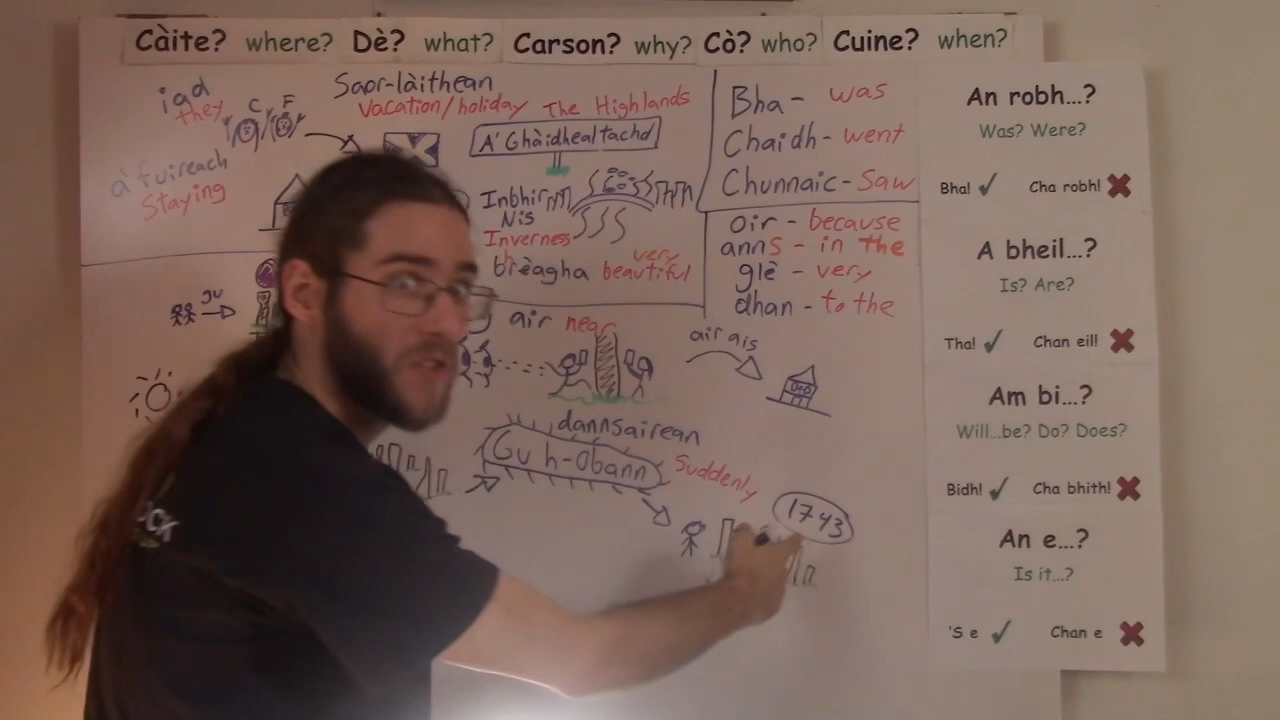 Càite? where? Dè? what? Carson? why? Cò? who? Cuine? when?
iad
they
C F
Saor-làithean
Vacation/holiday The Highlands
A' Ghàidhealtachd
a' fuireach
Staying
Inbhir
Nis
Inverness
brèagha very beautiful
Bha - was
Chaidh - went
Chunnaic - Saw
oir - because
anns - in the
glè - very
dhan - to the
gu
air near
air ais
dannsairean
Gu h-Obann
Suddenly
1743
An robh...?
Was? Were?
Bha! Cha robh!
A bheil...?
Is? Are?
Tha! Chan eil!
Am bi...?
Will...be? Do? Does?
Bidh! Cha bhith!
An e...?
Is it...?
'S e Chan e